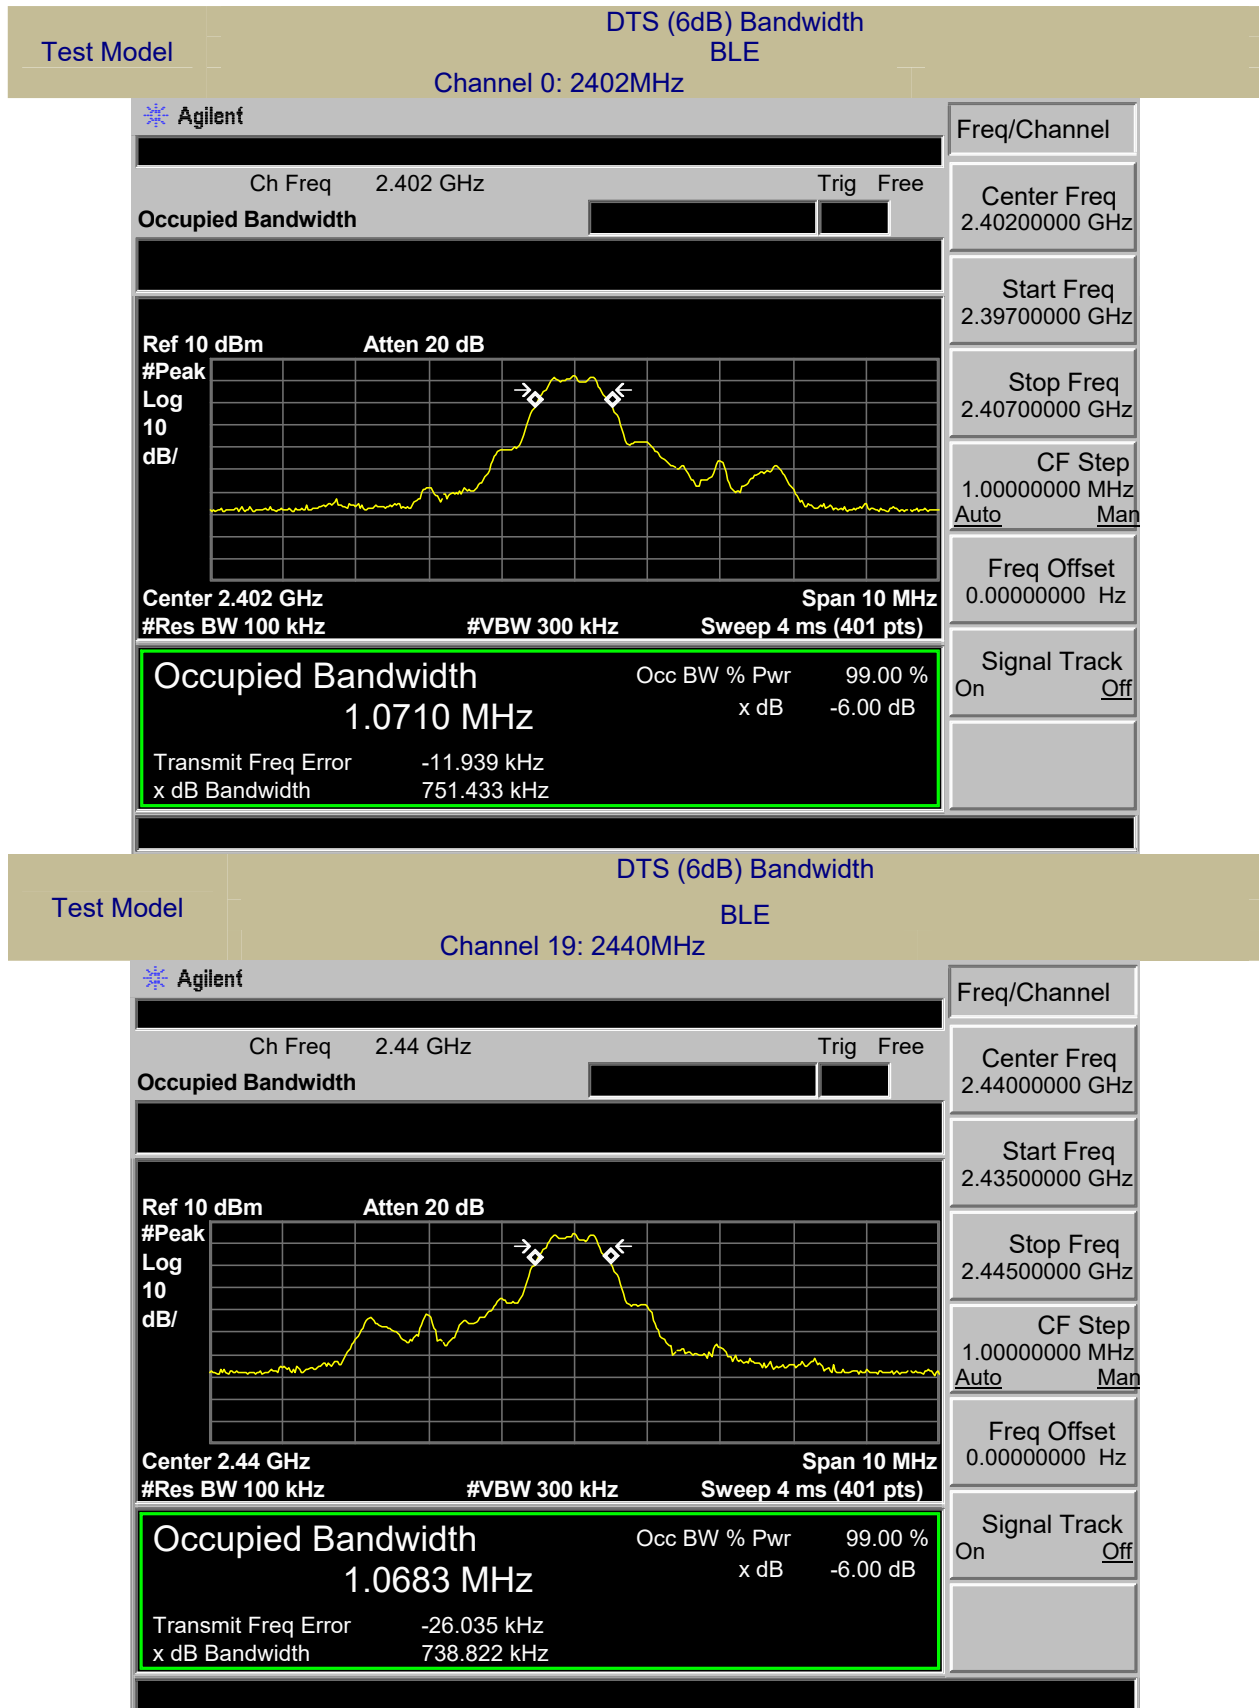 DTS (6dB) Bandwidth
Test Model
BLE
Channel 0: 2402MHz
Agilent
Freq/Channel
Ch Freq 2.402 GHz Trig Free
Occupied Bandwidth
Center Freq
2.40200000 GHz
Start Freq
2.39700000 GHz
Stop Freq
2.40700000 GHz
CF Step
1.00000000 MHz
Auto Man
Freq Offset
0.00000000 Hz
Signal Track
On Off
Ref 10 dBm Atten 20 dB
#Peak
Log
10
dB/
Center 2.402 GHz Span 10 MHz
#Res BW 100 kHz #VBW 300 kHz Sweep 4 ms (401 pts)
Occupied Bandwidth
1.0710 MHz
Occ BW % Pwr 99.00 %
x dB -6.00 dB
Transmit Freq Error -11.939 kHz
x dB Bandwidth 751.433 kHz
DTS (6dB) Bandwidth
Test Model
BLE
Channel 19: 2440MHz
Agilent
Freq/Channel
Ch Freq 2.44 GHz Trig Free
Occupied Bandwidth
Center Freq
2.44000000 GHz
Start Freq
2.43500000 GHz
Stop Freq
2.44500000 GHz
CF Step
1.00000000 MHz
Auto Man
Freq Offset
0.00000000 Hz
Signal Track
On Off
Ref 10 dBm Atten 20 dB
#Peak
Log
10
dB/
Center 2.44 GHz Span 10 MHz
#Res BW 100 kHz #VBW 300 kHz Sweep 4 ms (401 pts)
Occupied Bandwidth
1.0683 MHz
Occ BW % Pwr 99.00 %
x dB -6.00 dB
Transmit Freq Error -26.035 kHz
x dB Bandwidth 738.822 kHz